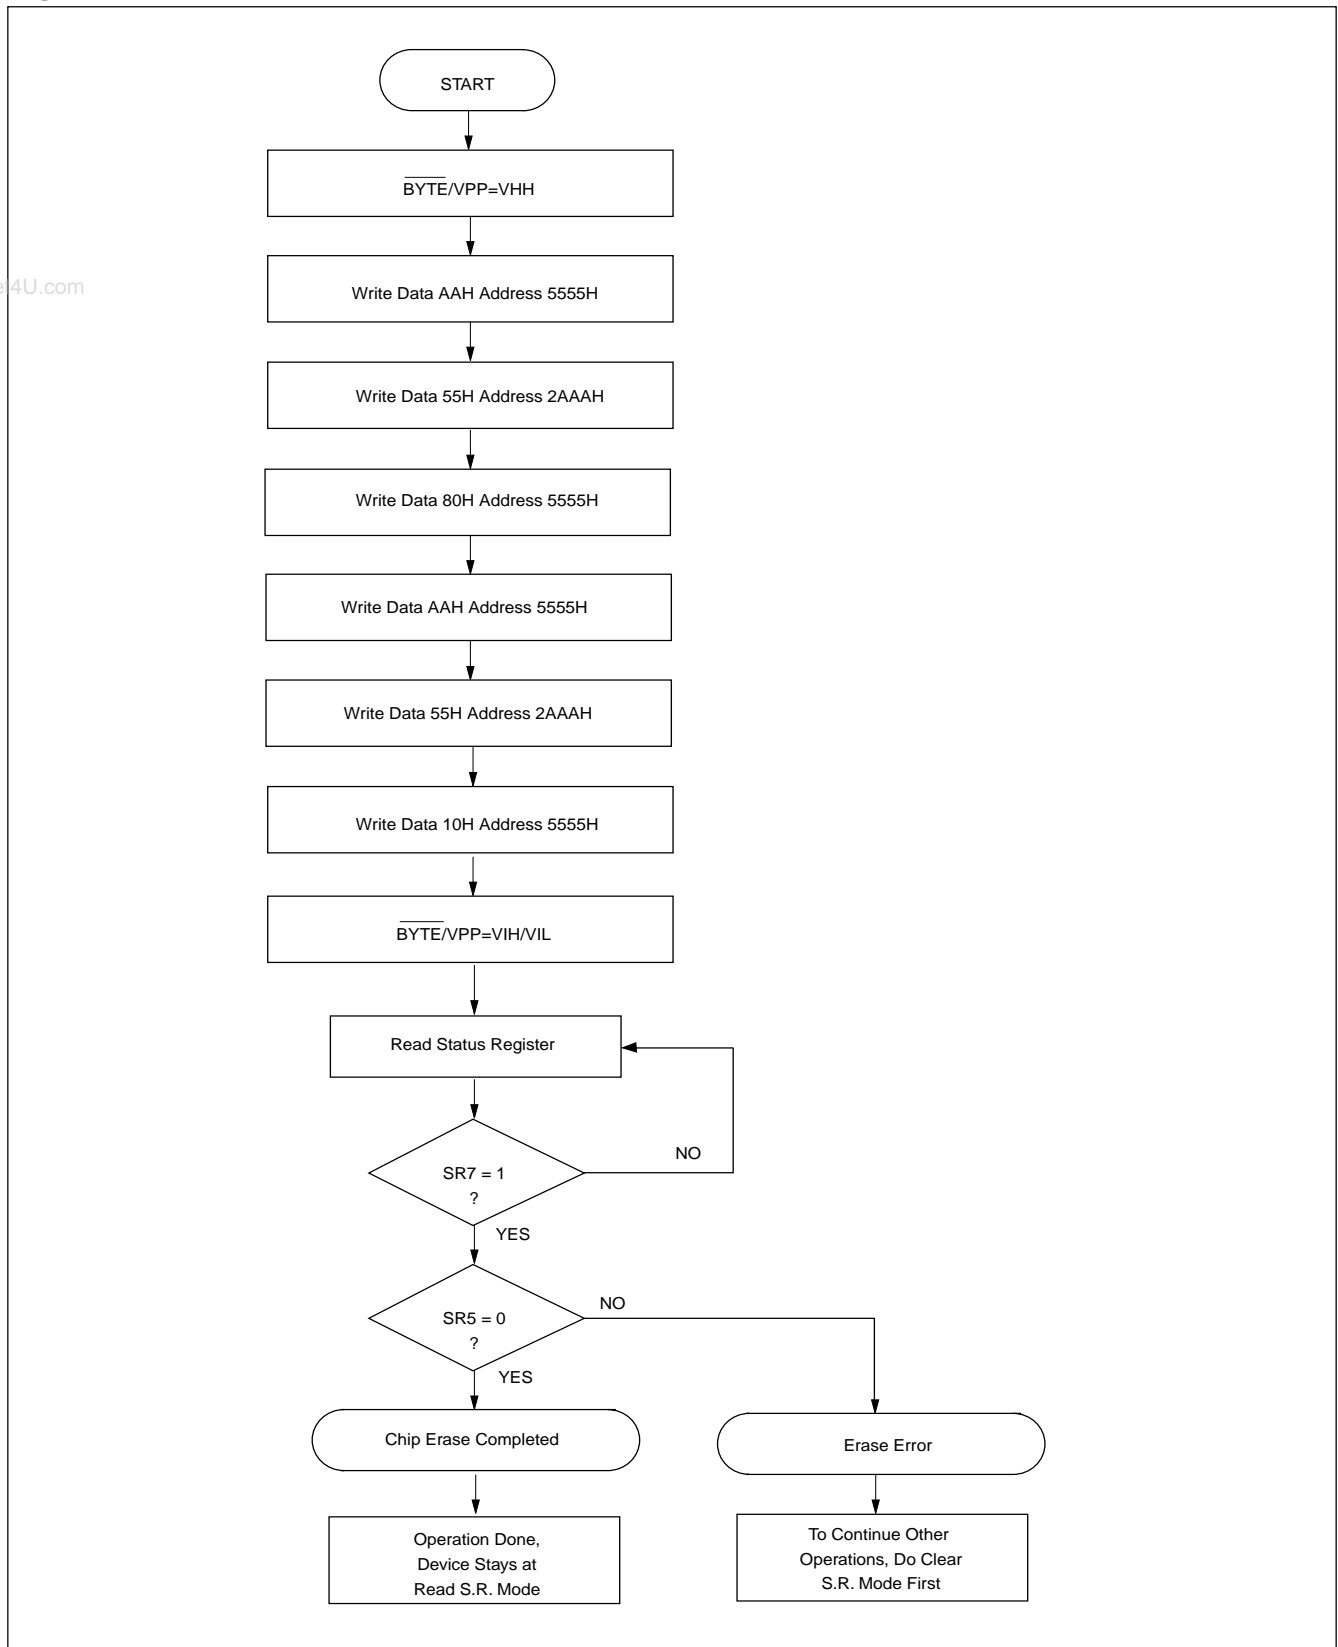 START
BYTE/VPP=VHH
Write Data AAH Address 5555H
et4U.com
Write Data 55H Address 2AAAH
Write Data 80H Address 5555H
Write Data AAH Address 5555H
Write Data 55H Address 2AAAH
Write Data 10H Address 5555H
BYTE/VPP=VIH/VIL
Read Status Register
SR7 = 1
?
NO
YES
SR5 = 0
?
NO
YES
Chip Erase Completed
Erase Error
Operation Done,
Device Stays at
Read S.R. Mode
To Continue Other
Operations, Do Clear
S.R. Mode First